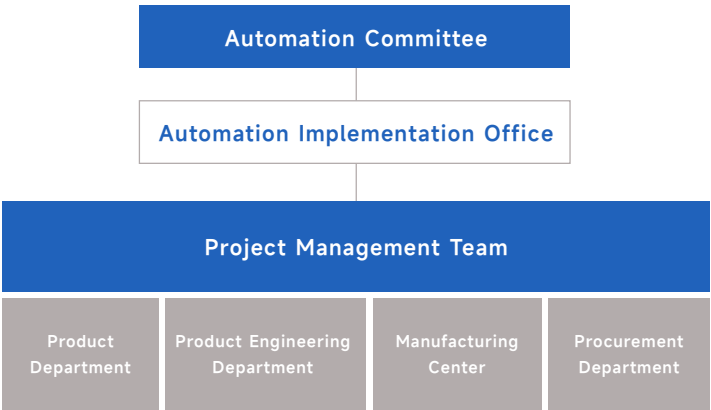 Automation Committee
Automation Implementation Office
Project Management Team
Product
Department
Product Engineering
Department
Manufacturing
Center
Procurement
Department